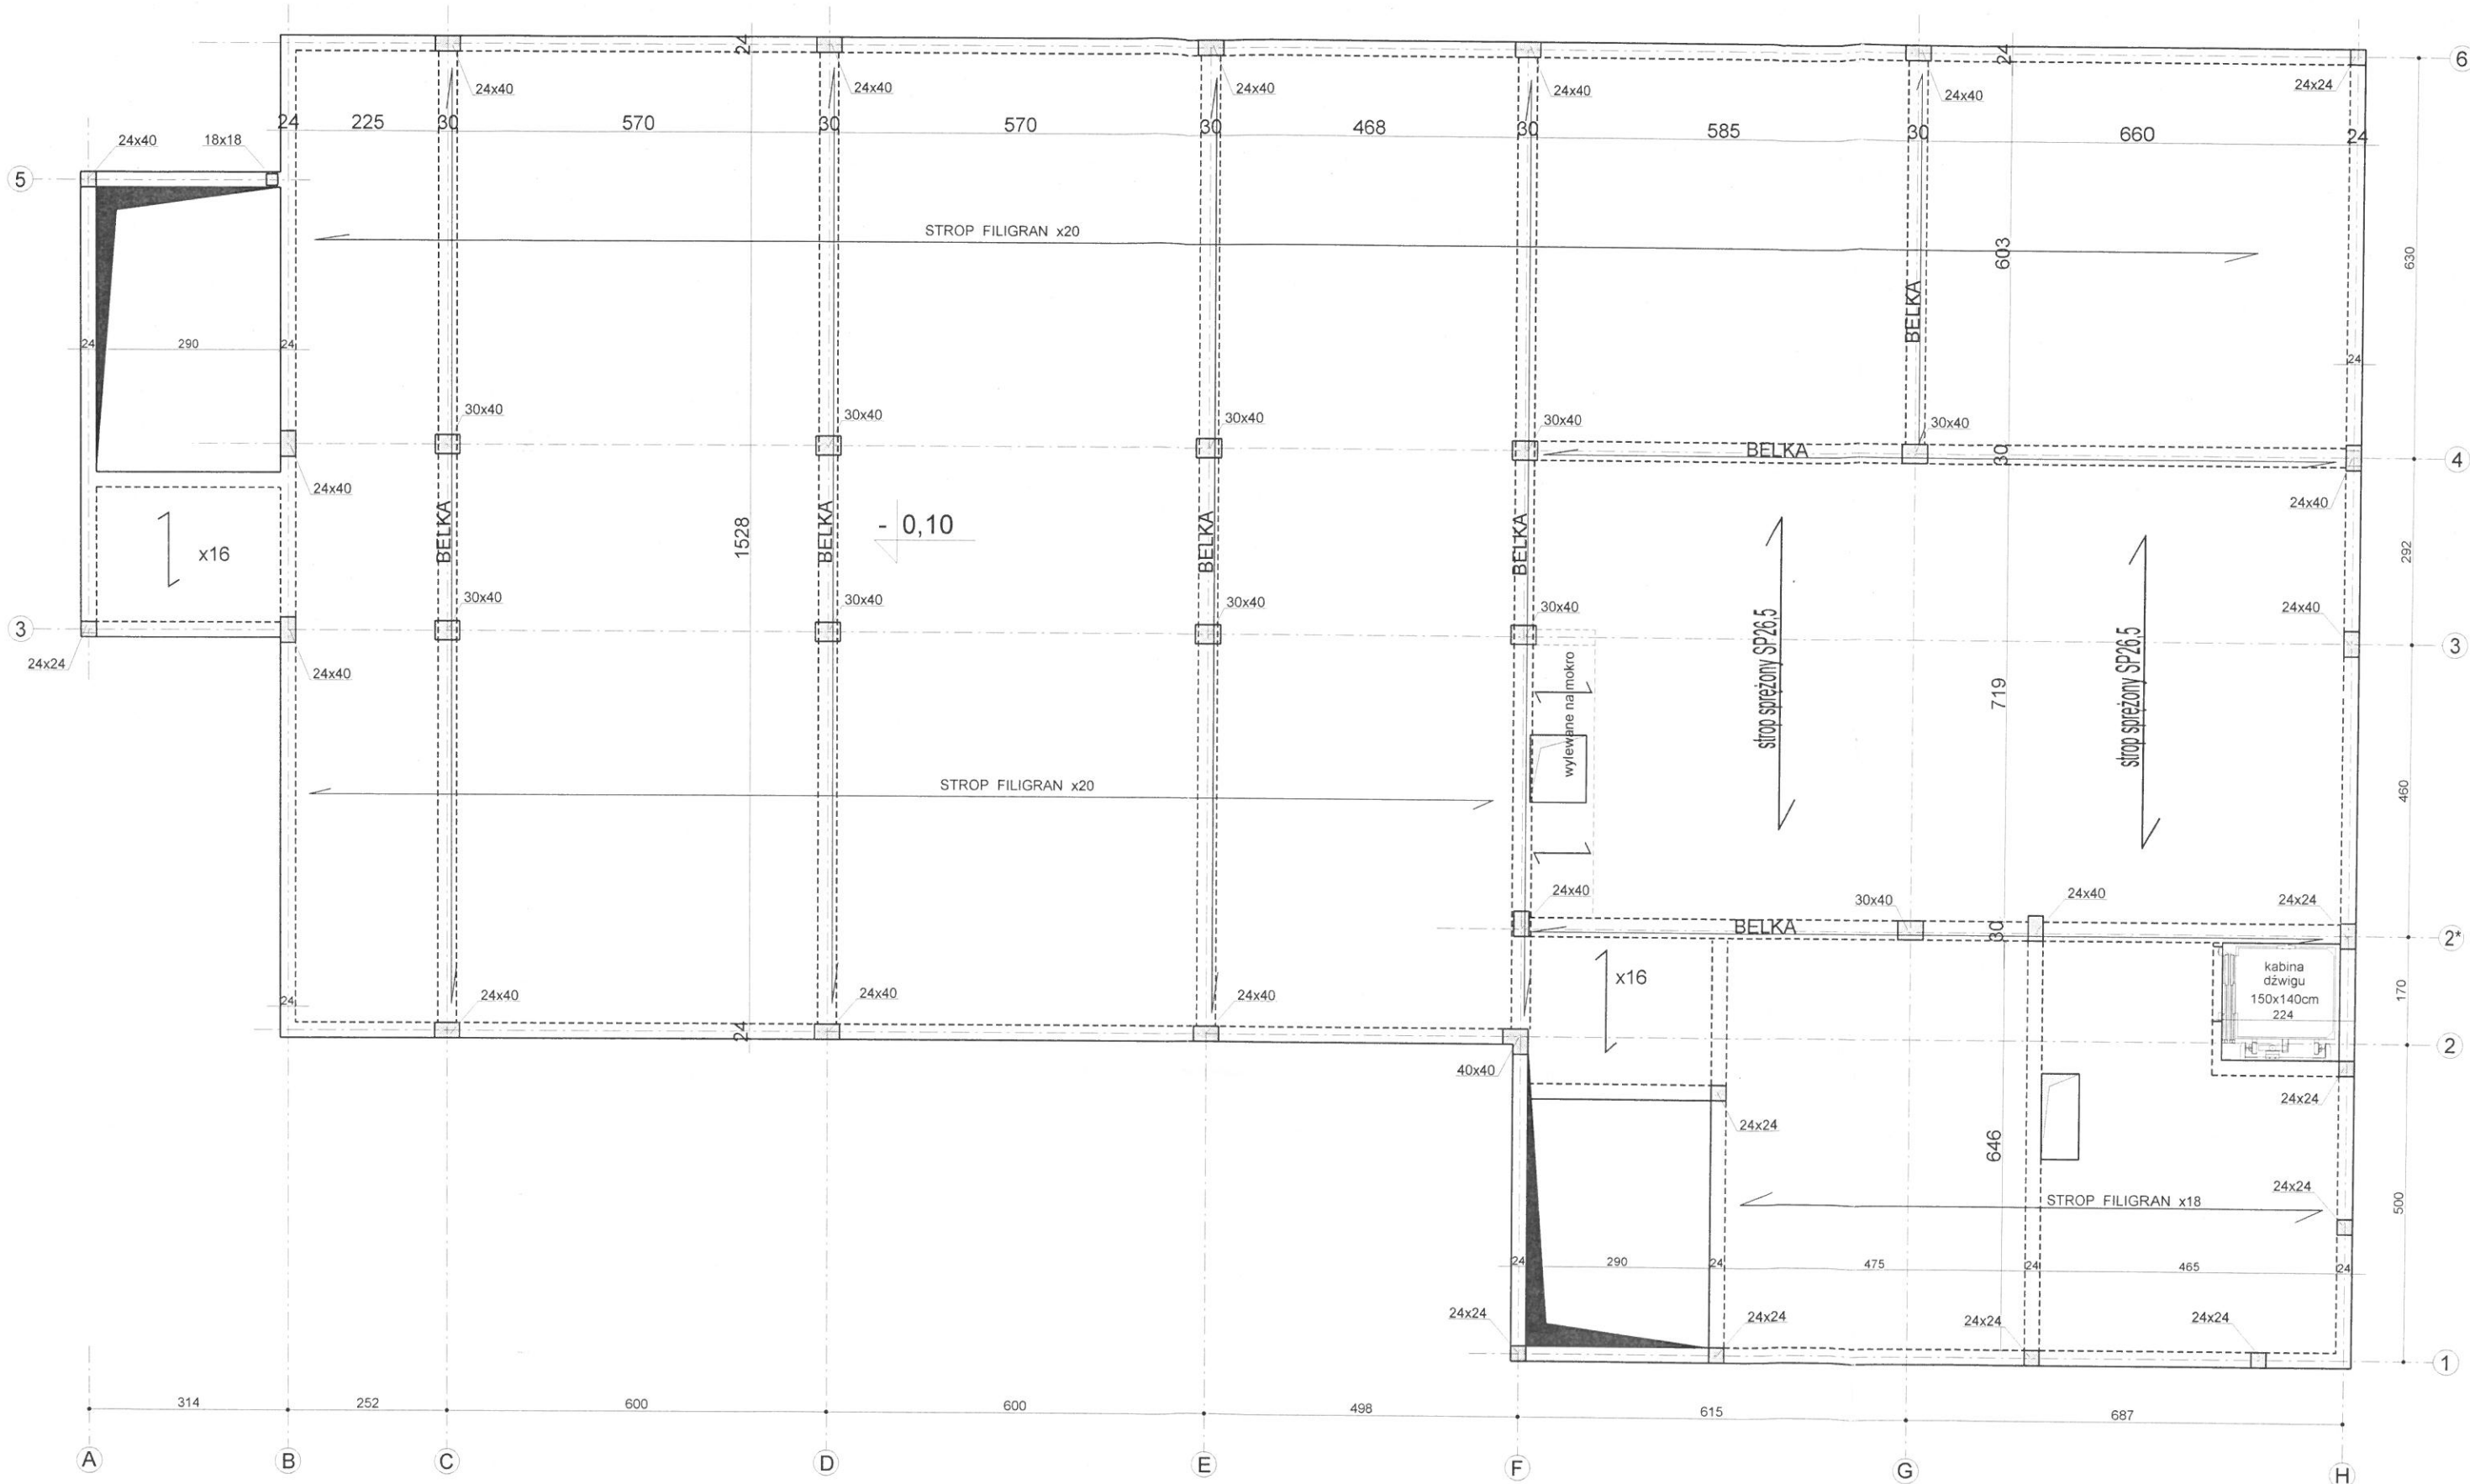 24x40
24x40
24x40
24x40
24x40
24x24
6
24
24
24
225
30
570
30
570
30
468
30
585
30
660
24
24x40
18x18
5
STROP FILIGRAN x20
603
630
BELKA
24
290
24
24
30x40
30x40
30x40
30x40
30x40
BELKA
30
4
24x40
24x40
x16
BELKA
1528
BELKA
- 0,10
BELKA
BELKA
292
30x40
30x40
30x40
30x40
24x40
3
3
24x24
24x40
wylewane na mokro
strop sprężony SP26,5
strop sprężony SP26,5
719
STROP FILIGRAN x20
460
24x40
30x40
24x40
24x24
BELKA
30
2*
x16
kabina
dźwigu
150x140cm
224
170
24
24x40
24x40
24x40
24
2
40x40
24x24
24x24
646
24x24
STROP FILIGRAN x18
500
24
290
24
475
24
465
24
24x24
24x24
24x24
24x24
1
314
252
600
600
498
615
687
A
B
C
D
E
F
G
H